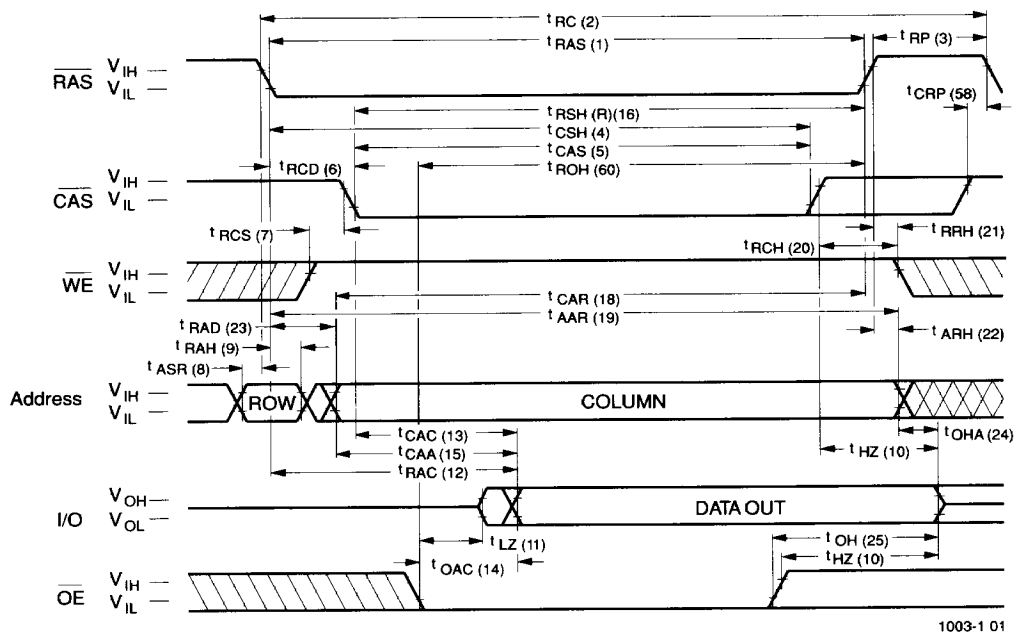 t RC (2)
t RAS (1)
t RP (3)
RAS
V IH
V IL
t CRP (58)
t RSH (R)(16)
t CSH (4)
t CAS (5)
t RCD (6)
t ROH (60)
CAS
V IH
V IL
t RCS (7)
t RRH (21)
t RCH (20)
WE
V IH
V IL
t CAR (18)
t AAR (19)
t RAD (23)
t ARH (22)
t RAH (9)
t ASR (8)
Address
V IH
V IL
ROW
COLUMN
t CAC (13)
t OHA (24)
t CAA (15)
t HZ (10)
t RAC (12)
I/O
V OH
V OL
DATA OUT
t LZ (11)
t OH (25)
t OAC (14)
t HZ (10)
OE
V IH
V IL
1003-1 01